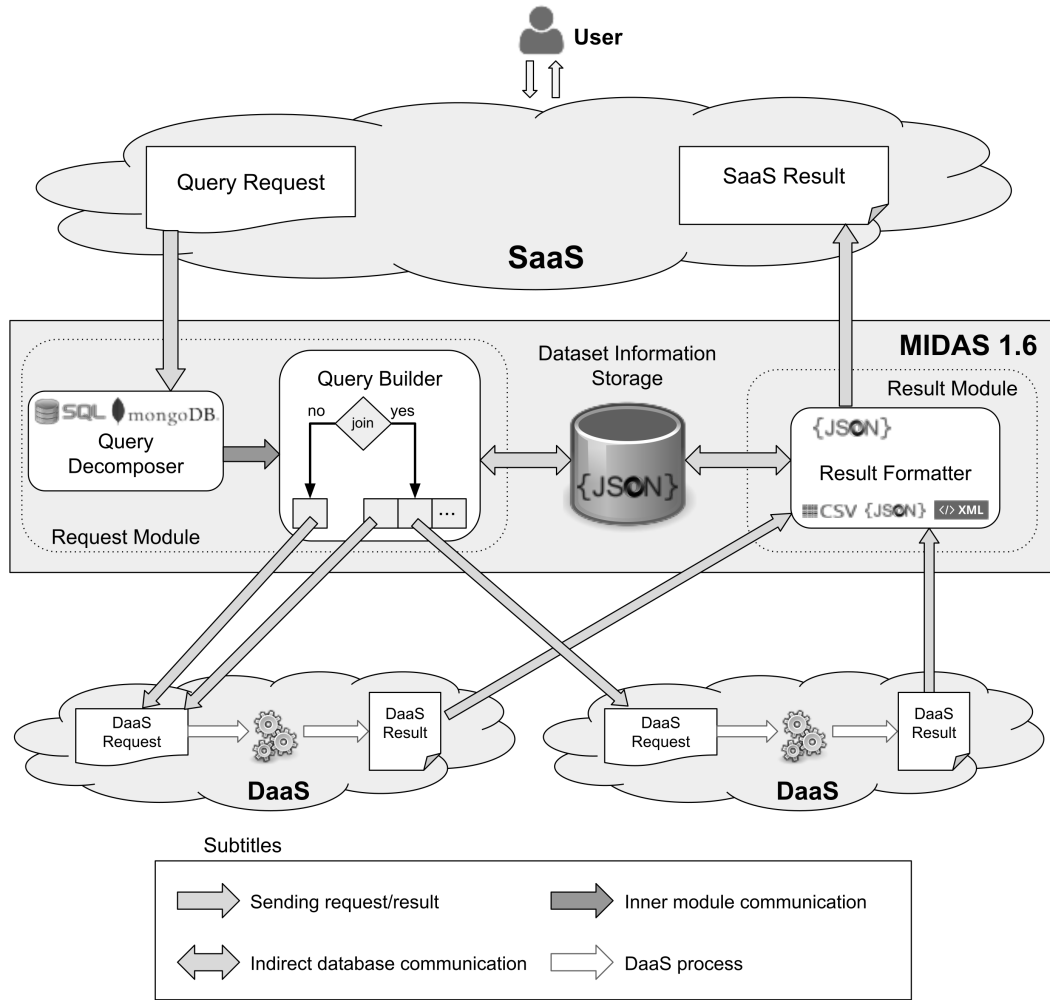 User
Query Request
SaaS Result
SaaS
MIDAS 1.6
Dataset Information
Storage
Query Builder
Result Module
no
yes
join
SQL
mongoDB.
Query
Decomposer
{JSON}
Result Formatter
{JSON}
CSV
{JSON}
</> XML
...
Request Module
DaaS
Request
DaaS
Result
DaaS
DaaS
Request
DaaS
Result
DaaS
Subtitles
Sending request/result
Inner module communication
Indirect database communication
DaaS process